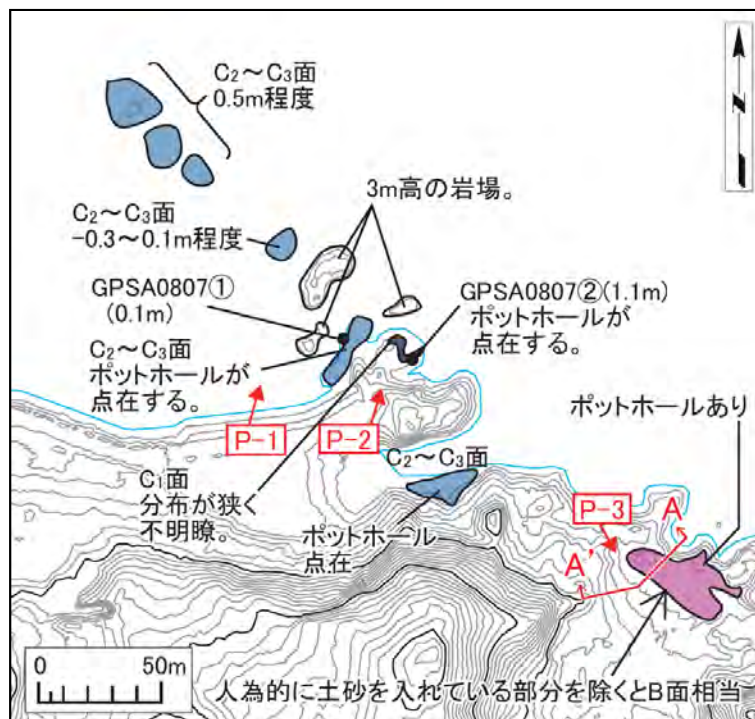 C₂～C₃面
0.5m程度
N
3m高の岩場。
C₂～C₃面
-0.3～0.1m程度
GPSA0807①
(0.1m)
GPSA0807②(1.1m)
ポットホールが
点在する。
C₂～C₃面
ポットホールが
点在する。
ポットホールあり
P-1
P-2
C₁面
分布が狭く
不明瞭。
C₂～C₃面
ポットホール
点在
P-3
A
A'
0
50m
人為的に土砂を入れている部分を除くとB面相当